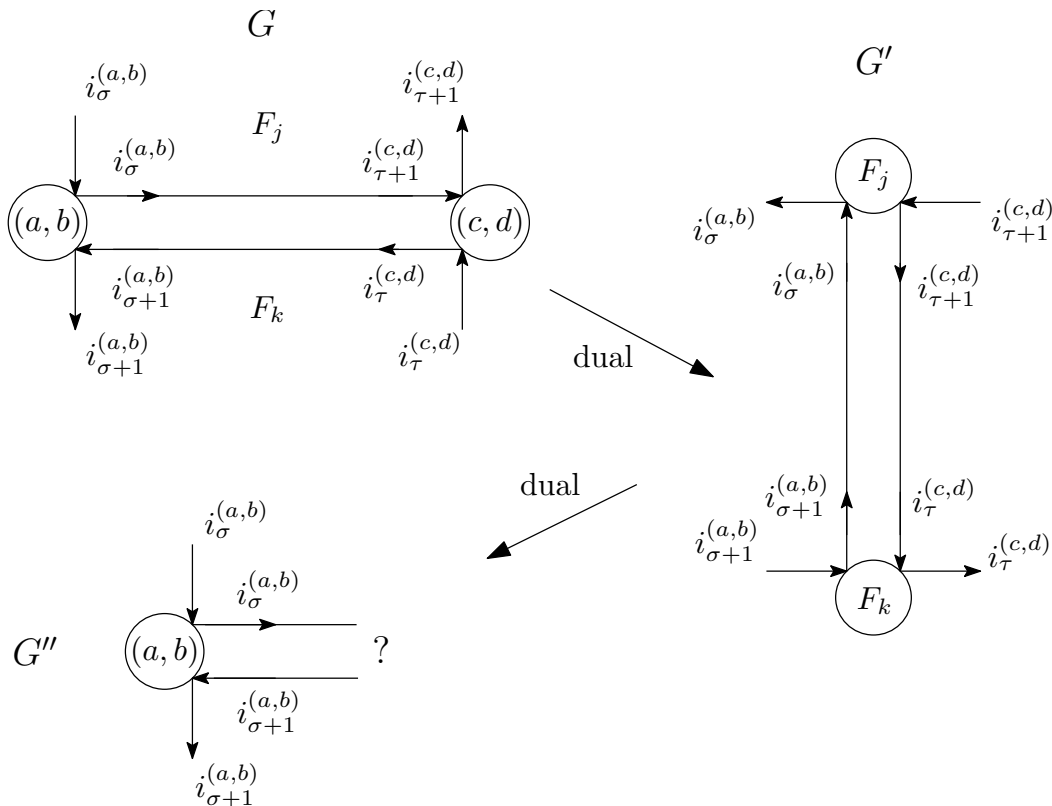 G
i_σ^{(a,b)}
i_{τ+1}^{(c,d)}
F_j
i_σ^{(a,b)}
i_{τ+1}^{(c,d)}
(a, b)
(c, d)
i_{σ+1}^{(a,b)}
i_τ^{(c,d)}
F_k
i_{σ+1}^{(a,b)}
i_τ^{(c,d)}
dual
G′
F_j
i_σ^{(a,b)}
i_{τ+1}^{(c,d)}
i_σ^{(a,b)}
i_{τ+1}^{(c,d)}
i_{σ+1}^{(a,b)}
i_τ^{(c,d)}
i_{σ+1}^{(a,b)}
i_τ^{(c,d)}
F_k
dual
G″
i_σ^{(a,b)}
i_σ^{(a,b)}
(a, b)
?
i_{σ+1}^{(a,b)}
i_{σ+1}^{(a,b)}